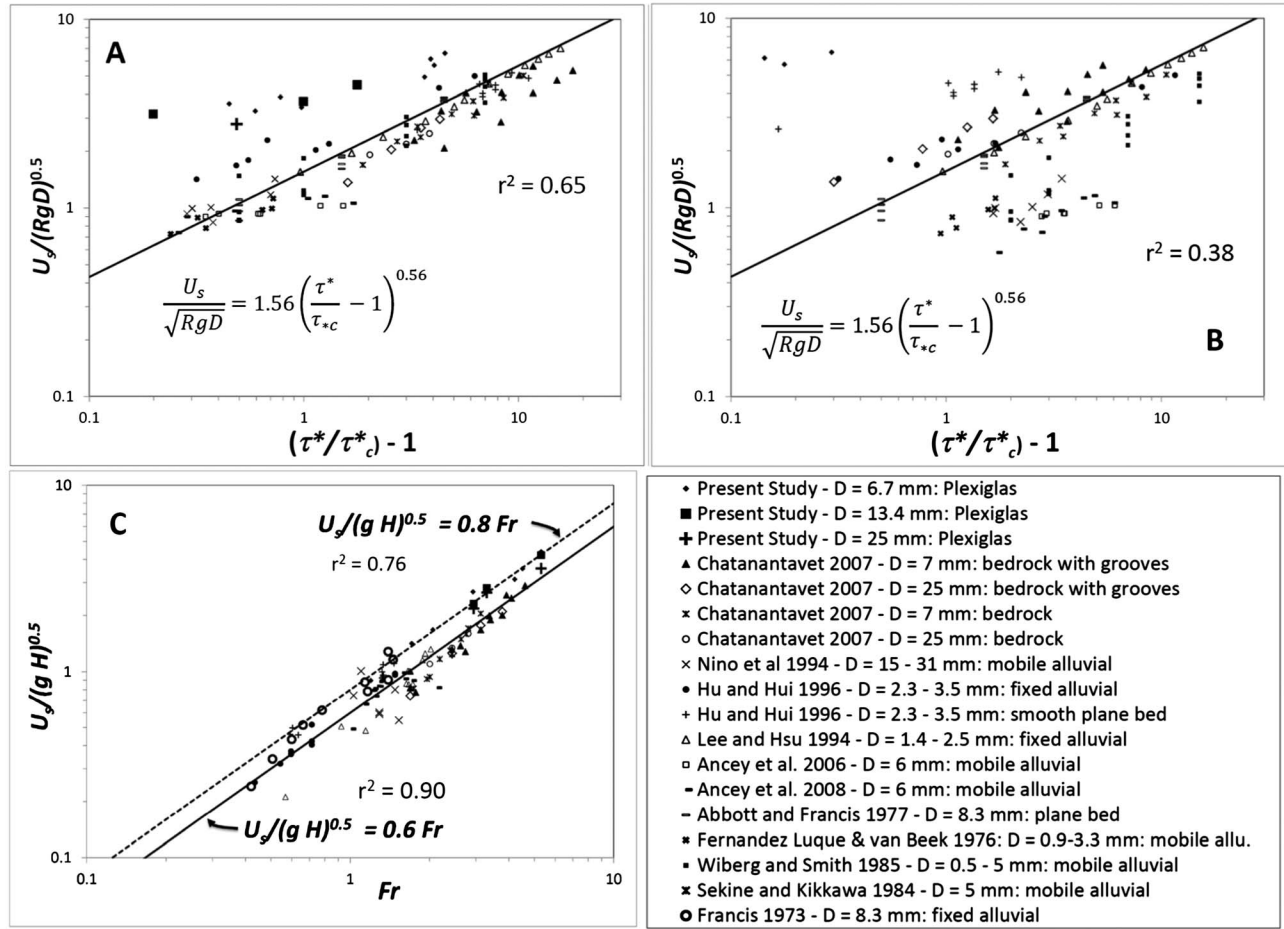 10
1
0.1
0.1
1
10
A
U_s/(RgD)^0.5
r² = 0.65
U_s/√RgD = 1.56 (τ*/τ_*c − 1)^0.56
(τ*/τ*_c) - 1
10
1
0.1
0.1
1
10
B
U_s/(RgD)^0.5
r² = 0.38
U_s/√RgD = 1.56 (τ*/τ_*c − 1)^0.56
(τ*/τ*_c) - 1
10
1
0.1
0.1
1
10
C
U_s/(g H)^0.5
U_s/(g H)^0.5 = 0.8 Fr
r² = 0.76
r² = 0.90
U_s/(g H)^0.5 = 0.6 Fr
Fr
Present Study - D = 6.7 mm: Plexiglas
Present Study - D = 13.4 mm: Plexiglas
Present Study - D = 25 mm: Plexiglas
Chatanantavet 2007 - D = 7 mm: bedrock with grooves
Chatanantavet 2007 - D = 25 mm: bedrock with grooves
Chatanantavet 2007 - D = 7 mm: bedrock
Chatanantavet 2007 - D = 25 mm: bedrock
Nino et al 1994 - D = 15 - 31 mm: mobile alluvial
Hu and Hui 1996 - D = 2.3 - 3.5 mm: fixed alluvial
Hu and Hui 1996 - D = 2.3 - 3.5 mm: smooth plane bed
Lee and Hsu 1994 - D = 1.4 - 2.5 mm: fixed alluvial
Ancey et al. 2006 - D = 6 mm: mobile alluvial
Ancey et al. 2008 - D = 6 mm: mobile alluvial
Abbott and Francis 1977 - D = 8.3 mm: plane bed
Fernandez Luque & van Beek 1976: D = 0.9-3.3 mm: mobile allu.
Wiberg and Smith 1985 - D = 0.5 - 5 mm: mobile alluvial
Sekine and Kikkawa 1984 - D = 5 mm: mobile alluvial
Francis 1973 - D = 8.3 mm: fixed alluvial